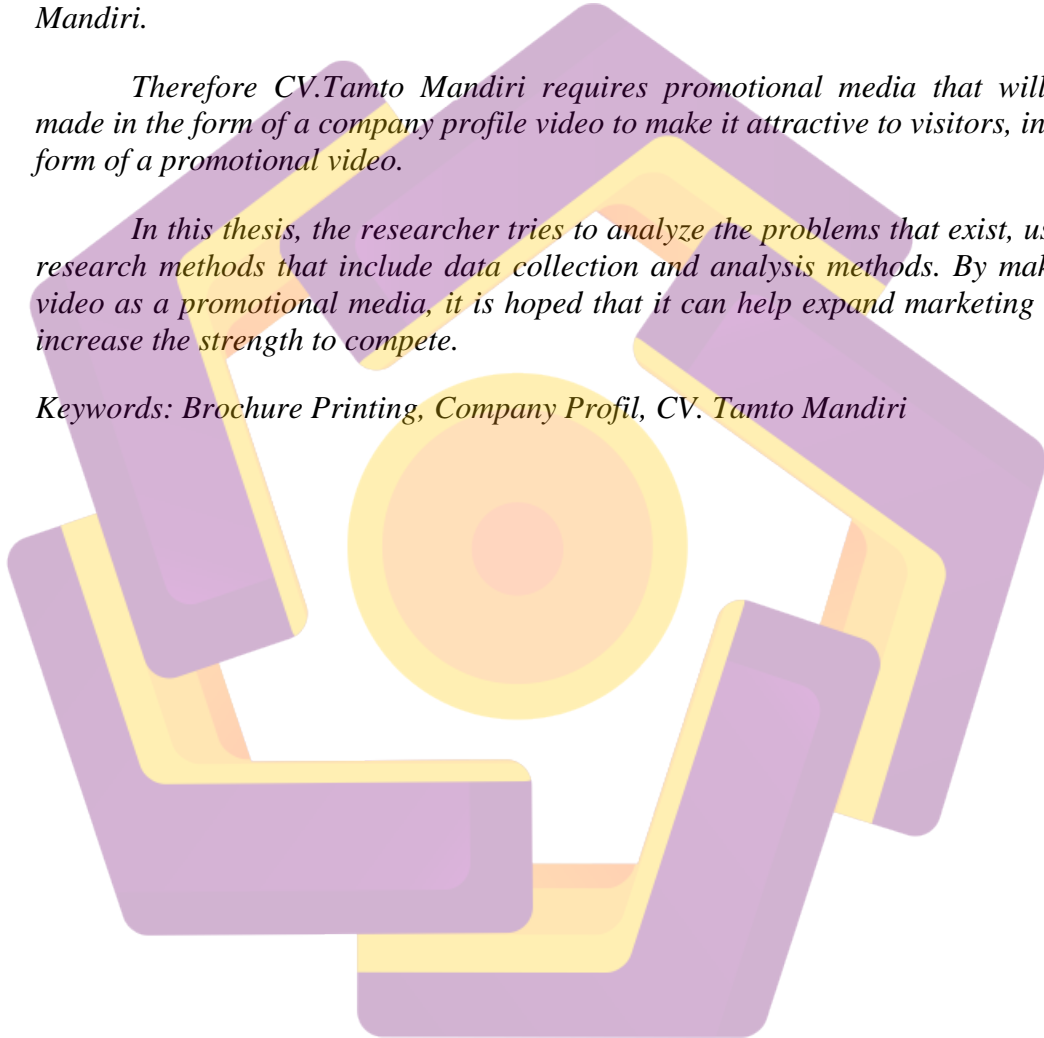 Mandiri.
Therefore CV.Tamto Mandiri requires promotional media that will
made in the form of a company profile video to make it attractive to visitors, in
form of a promotional video.
In this thesis, the researcher tries to analyze the problems that exist,
research methods that include data collection and analysis methods. By
video as a promotional media, it is hoped that it can help expand marketing
increase the strength to compete.
Keywords: Brochure Printing, Company Profil, CV. Tamto Mandiri